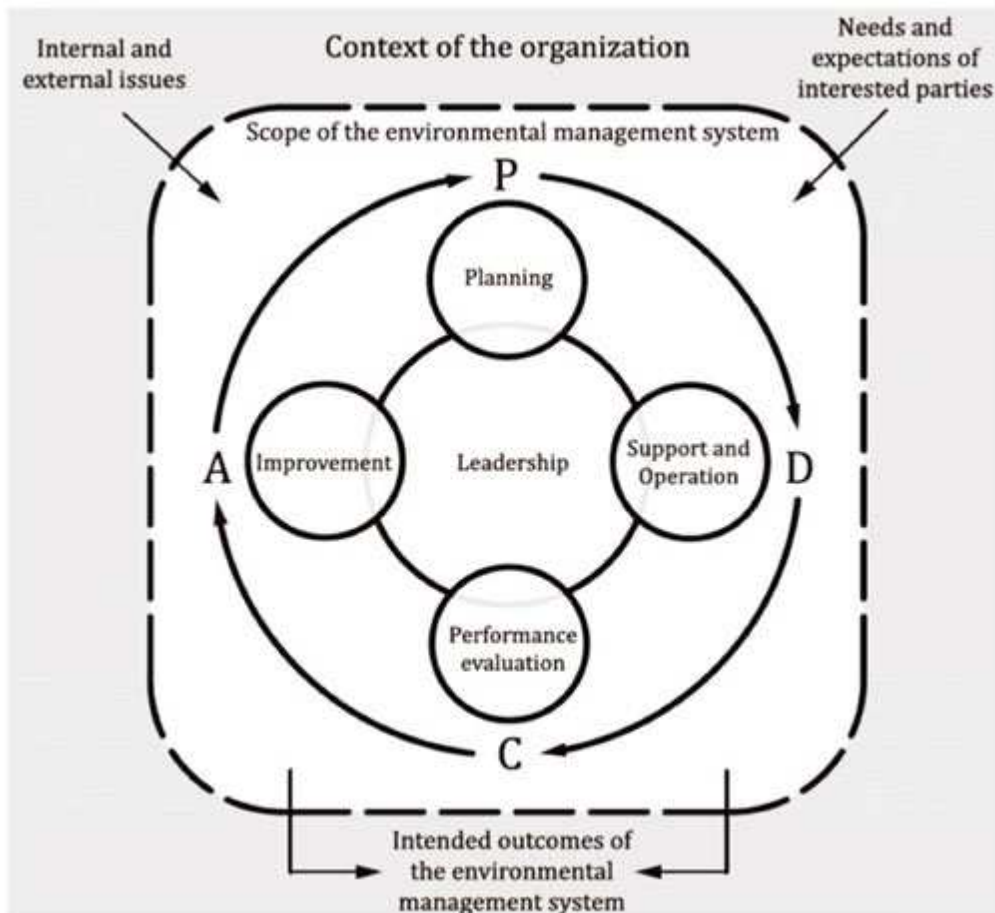 Internal and
external issues
Context of the organization
Needs and
expectations of
interested parties
Scope of the environmental management system
P
Planning
A
Improvement
Leadership
Support and
Operation
D
Performance
evaluation
C
Intended outcomes of
the environmental
management system